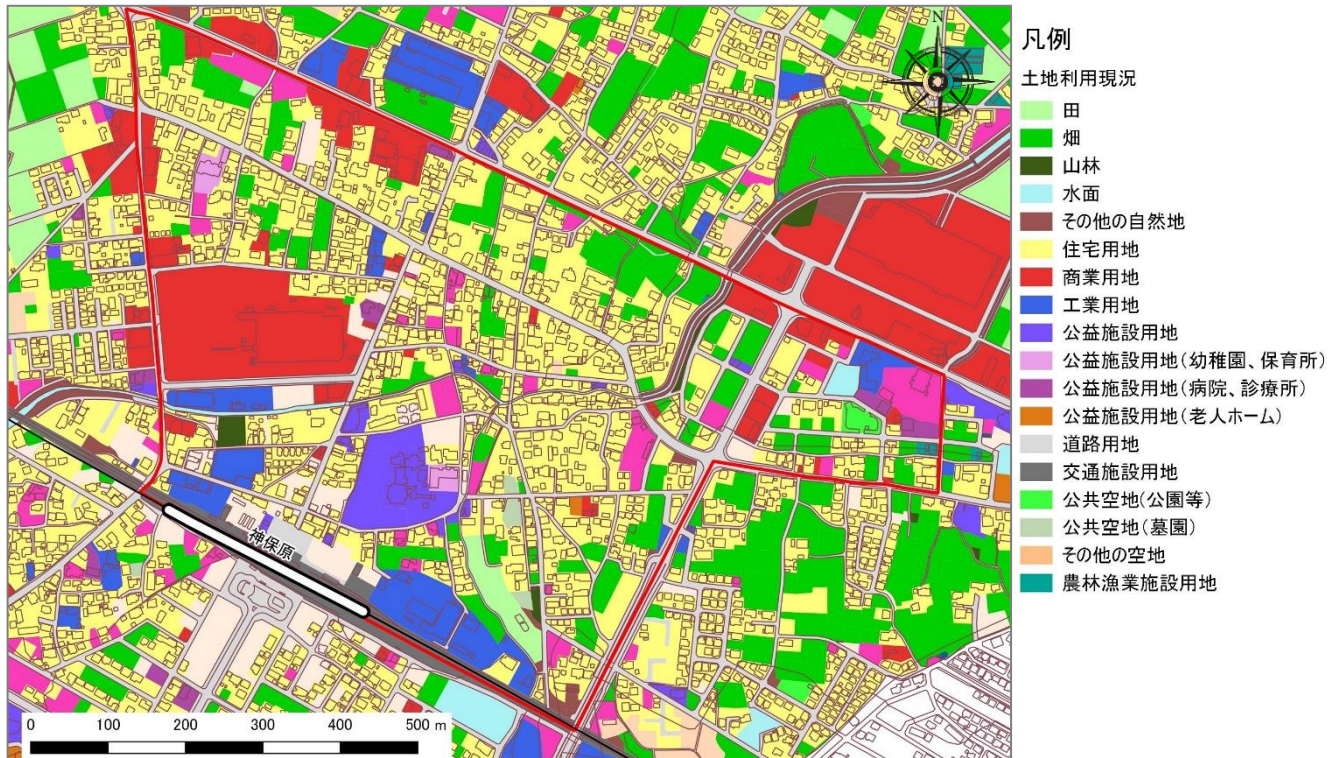 N
神保原
0 100 200 300 400 500 m
凡例
土地利用現況
田
畑
山林
水面
その他の自然地
住宅用地
商業用地
工業用地
公益施設用地
公益施設用地(幼稚園、保育所)
公益施設用地(病院、診療所)
公益施設用地(老人ホーム)
道路用地
交通施設用地
公共空地(公園等)
公共空地(墓園)
その他の空地
農林漁業施設用地